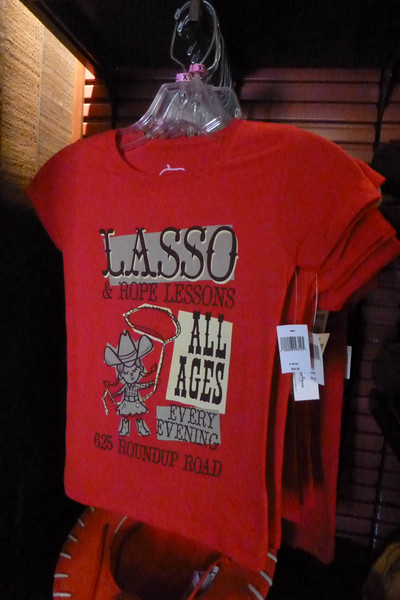 LASSO
& ROPE LESSONS
ALL
AGES
EVERY
EVENING
625 ROUNDUP ROAD